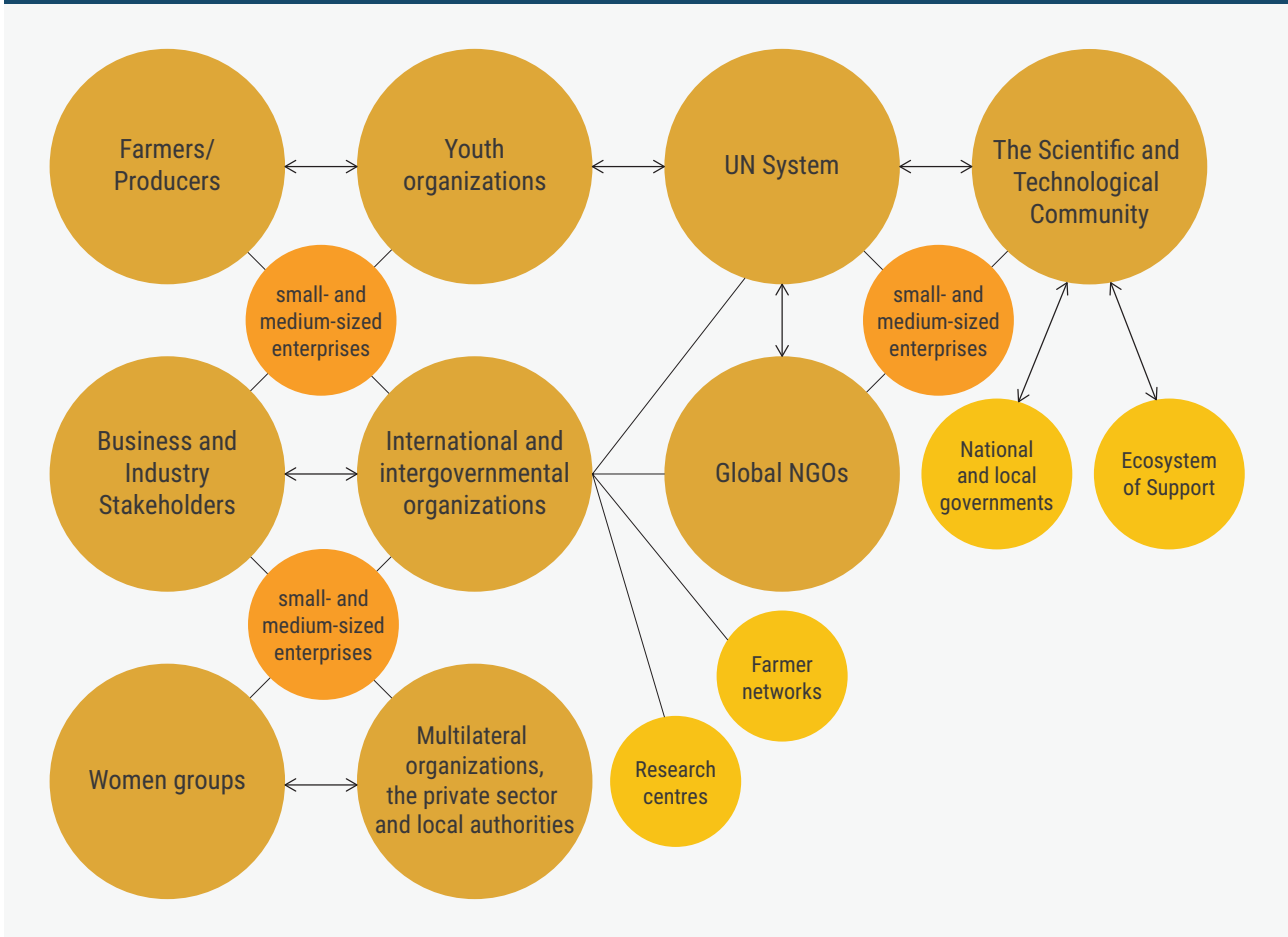 Farmers/
Producers
Youth
organizations
UN System
The Scientific and
Technological
Community
small- and
medium-sized
enterprises
small- and
medium-sized
enterprises
Business and
Industry
Stakeholders
International and
intergovernmental
organizations
Global NGOs
National
and local
governments
Ecosystem
of Support
small- and
medium-sized
enterprises
Farmer
networks
Women groups
Multilateral
organizations,
the private sector
and local authorities
Research
centres